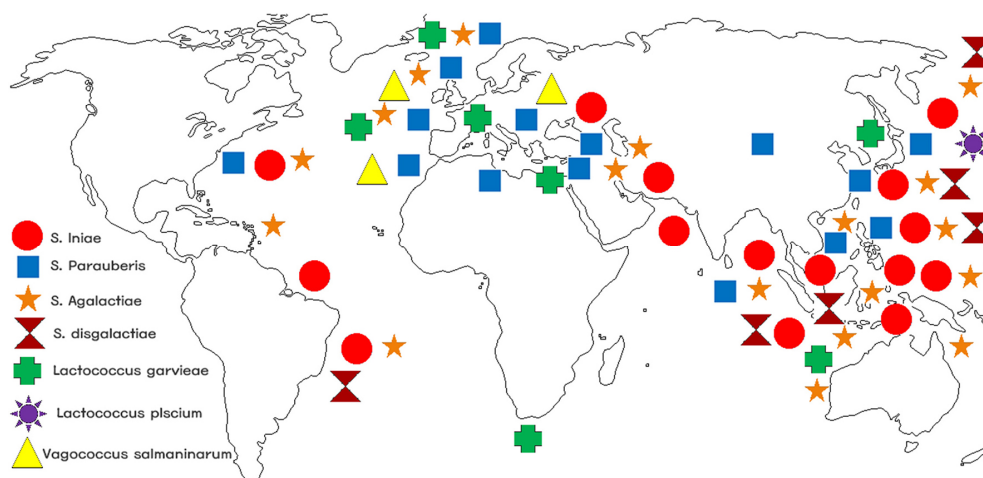 S. Iniae
S. Parauberis
S. Agalactiae
S. disgalactiae
Lactococcus garvieae
Lactococcus plscium
Vagococcus salmaninarum